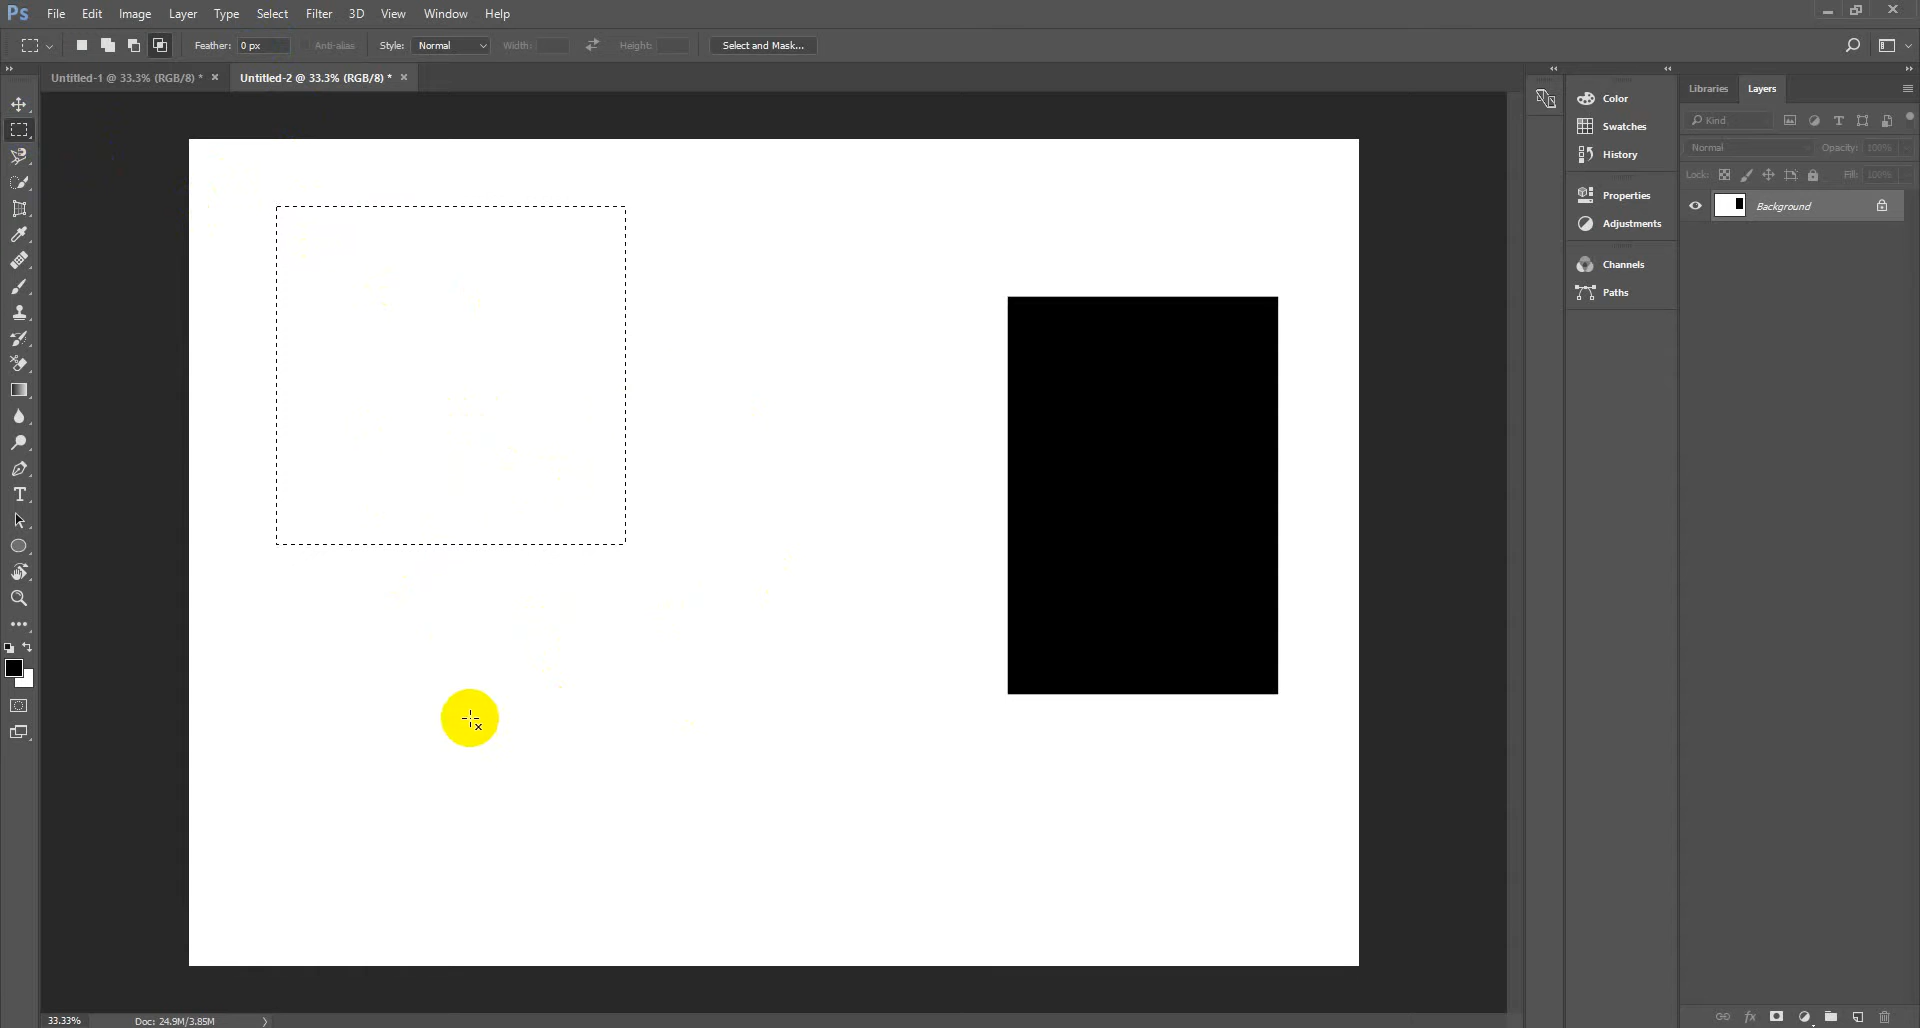 Ps File Edit Image Layer Type Select Filter 3D View Window Help
Feather: 0 px Anti-alias Style: Normal Width: Height: Select and Mask...
Untitled-1 @ 33.3% (RGB/8) * × Untitled-2 @ 33.3% (RGB/8) * ×
Libraries Layers
Color
Kind
Swatches
Normal Opacity: 100%
History
Lock: Fill: 100%
Properties
Background
Adjustments
Channels
Paths
33.33% Doc: 24.9M/3.85M